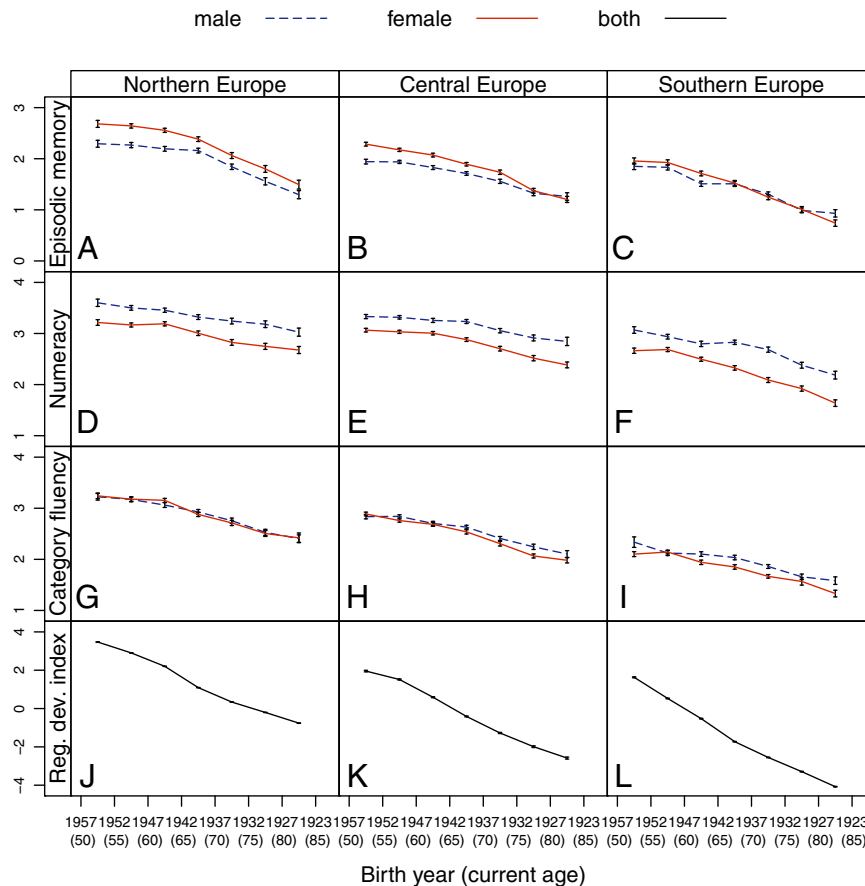 male female both
Northern Europe Central Europe Southern Europe
Episodic memory
0 1 2 3
A B C
Numeracy
1 2 3 4
D E F
Category fluency
1 2 3 4
G H I
Reg. dev. index
−4 −2 0 2 4
J K L
1957 1952 1947 1942 1937 1932 1927 1923 1957 1952 1947 1942 1937 1932 1927 1923 1957 1952 1947 1942 1937 1932 1927 1923
(50) (55) (60) (65) (70) (75) (80) (85) (50) (55) (60) (65) (70) (75) (80) (85) (50) (55) (60) (65) (70) (75) (80) (85)
Birth year (current age)